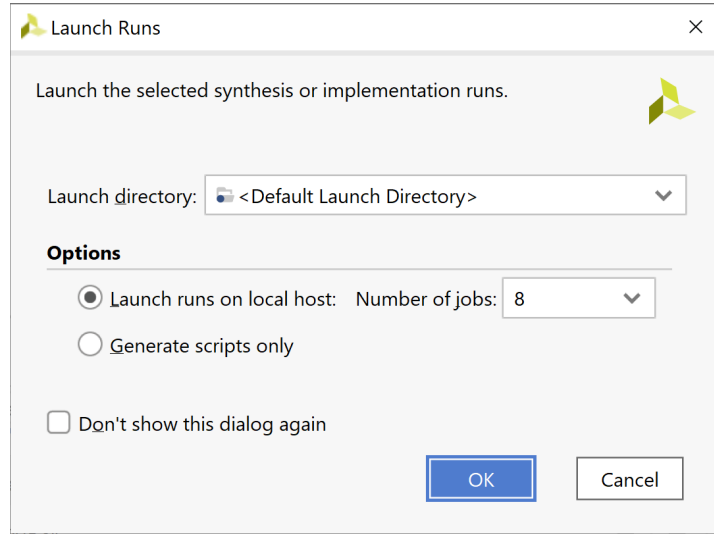 Launch Runs
Launch the selected synthesis or implementation runs.
Launch directory: <Default Launch Directory>
Options
Launch runs on local host: Number of jobs: 8
Generate scripts only
Don't show this dialog again
OK Cancel